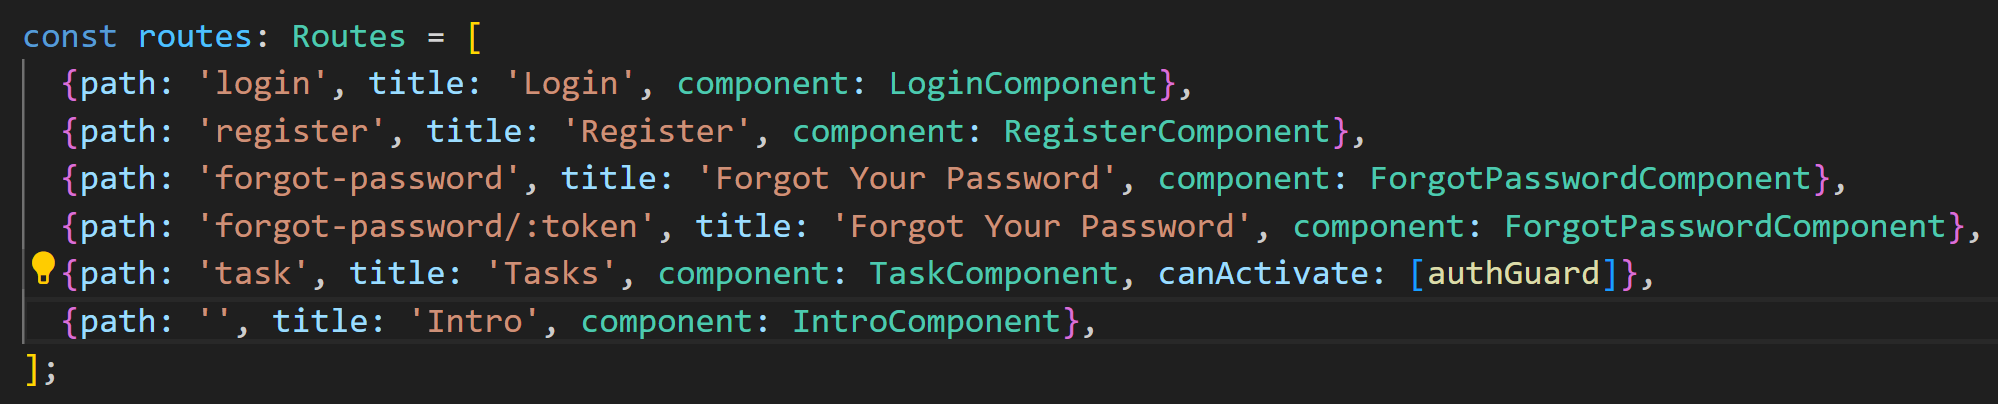 const routes: Routes = [
{path: 'login', title: 'Login', component: LoginComponent},
{path: 'register', title: 'Register', component: RegisterComponent},
{path: 'forgot-password', title: 'Forgot Your Password', component: ForgotPasswordComponent},
{path: 'forgot-password/:token', title: 'Forgot Your Password', component: ForgotPasswordComponent},
{path: 'task', title: 'Tasks', component: TaskComponent, canActivate: [authGuard]},
{path: '', title: 'Intro', component: IntroComponent},
];